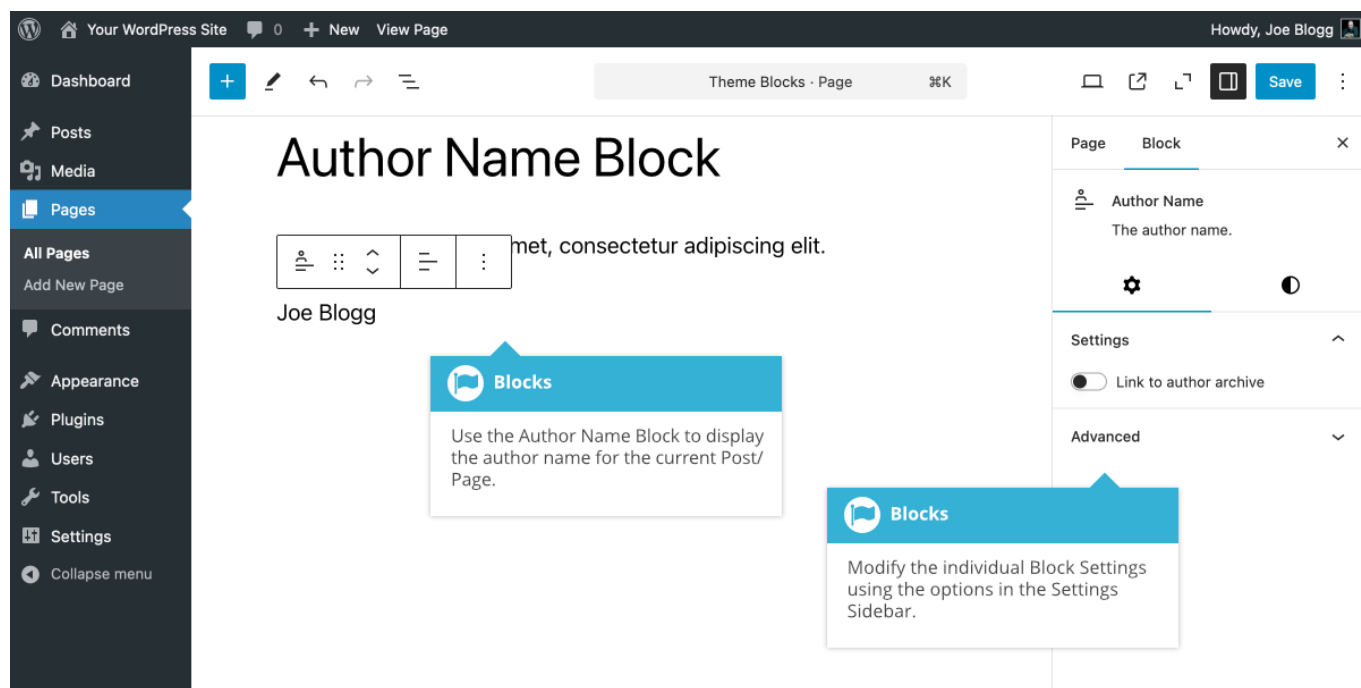 Your WordPress Site 0 New View Page Howdy, Joe Blogg
Dashboard
Posts
Media
Pages
All Pages
Add New Page
Comments
Appearance
Plugins
Users
Tools
Settings
Collapse menu
Theme Blocks · Page ⌘K
Save
Author Name Block
met, consectetur adipiscing elit.
Joe Blogg
Blocks
Use the Author Name Block to display
the author name for the current Post/
Page.
Page Block
Author Name
The author name.
Settings
Link to author archive
Advanced
Blocks
Modify the individual Block Settings
using the options in the Settings
Sidebar.